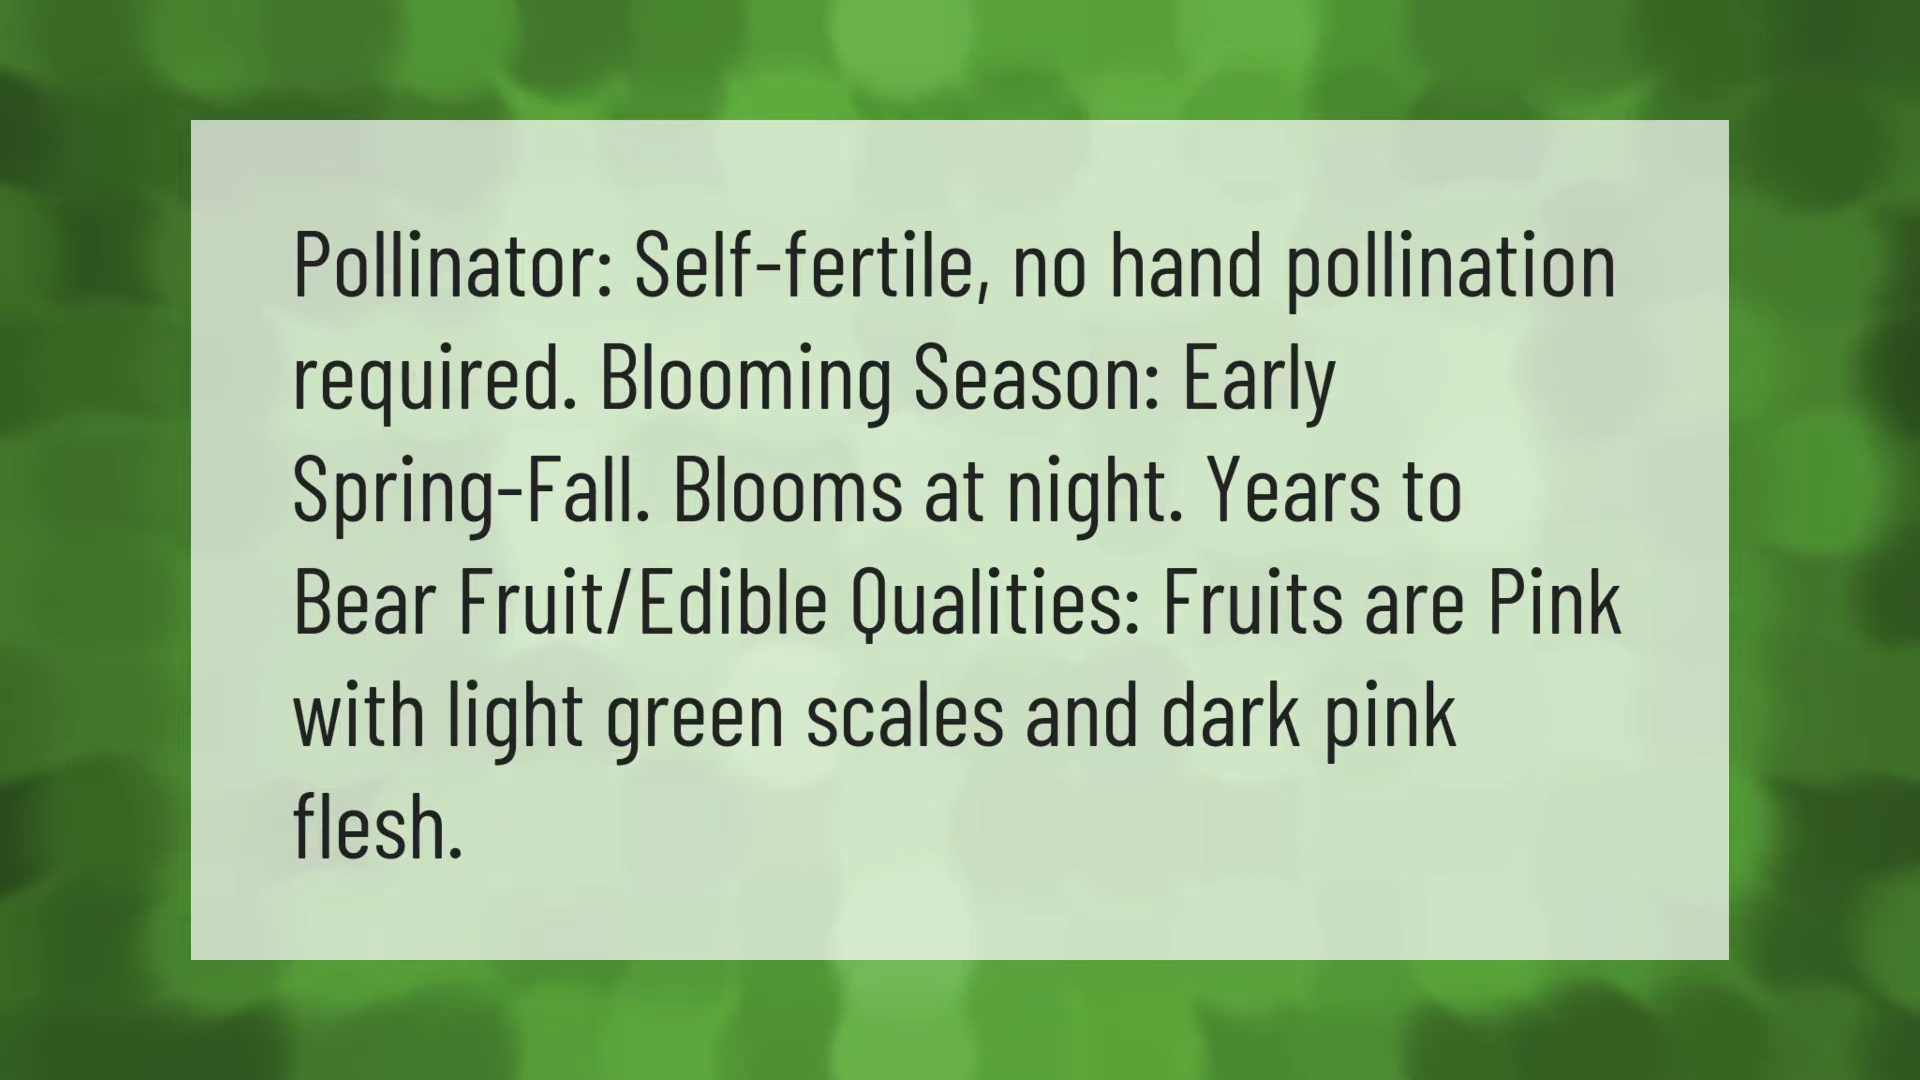 Pollinator: Self-fertile, no hand pollination
required. Blooming Season: Early
Spring-Fall. Blooms at night. Years to
Bear Fruit/Edible Qualities: Fruits are Pink
with light green scales and dark pink
flesh.